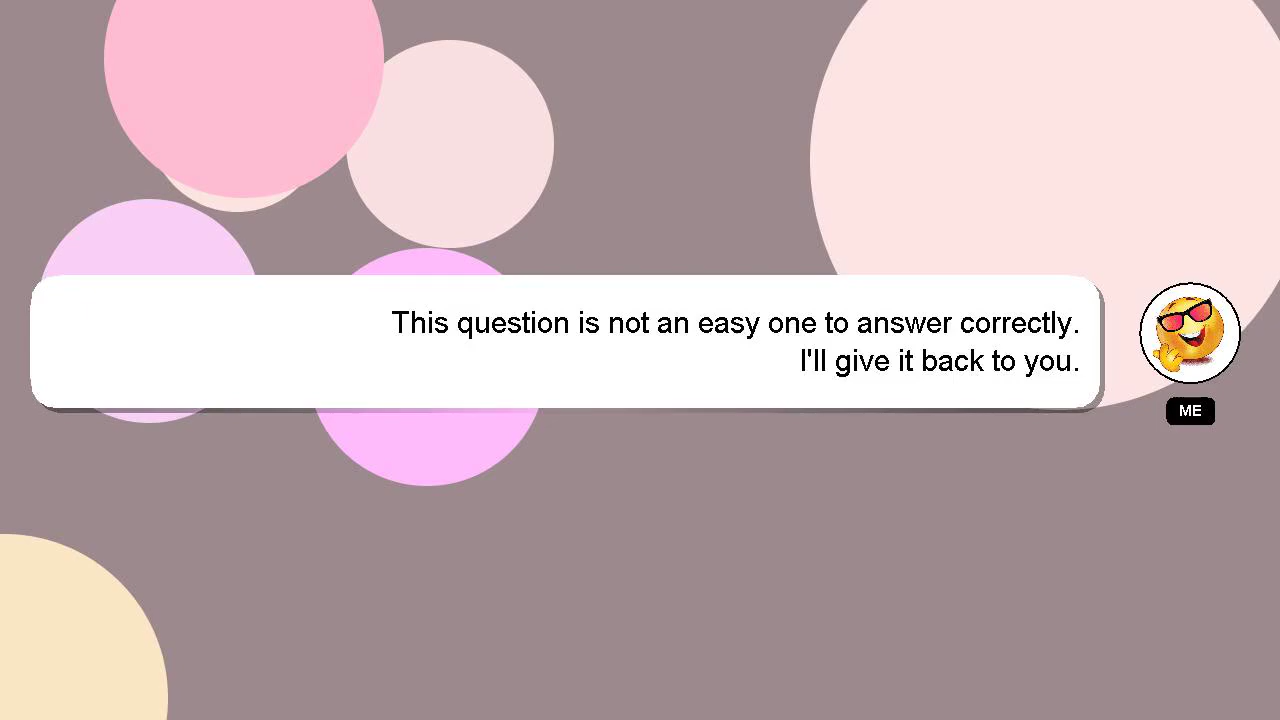 This question is not an easy one to answer correctly.
I'll give it back to you.
ME